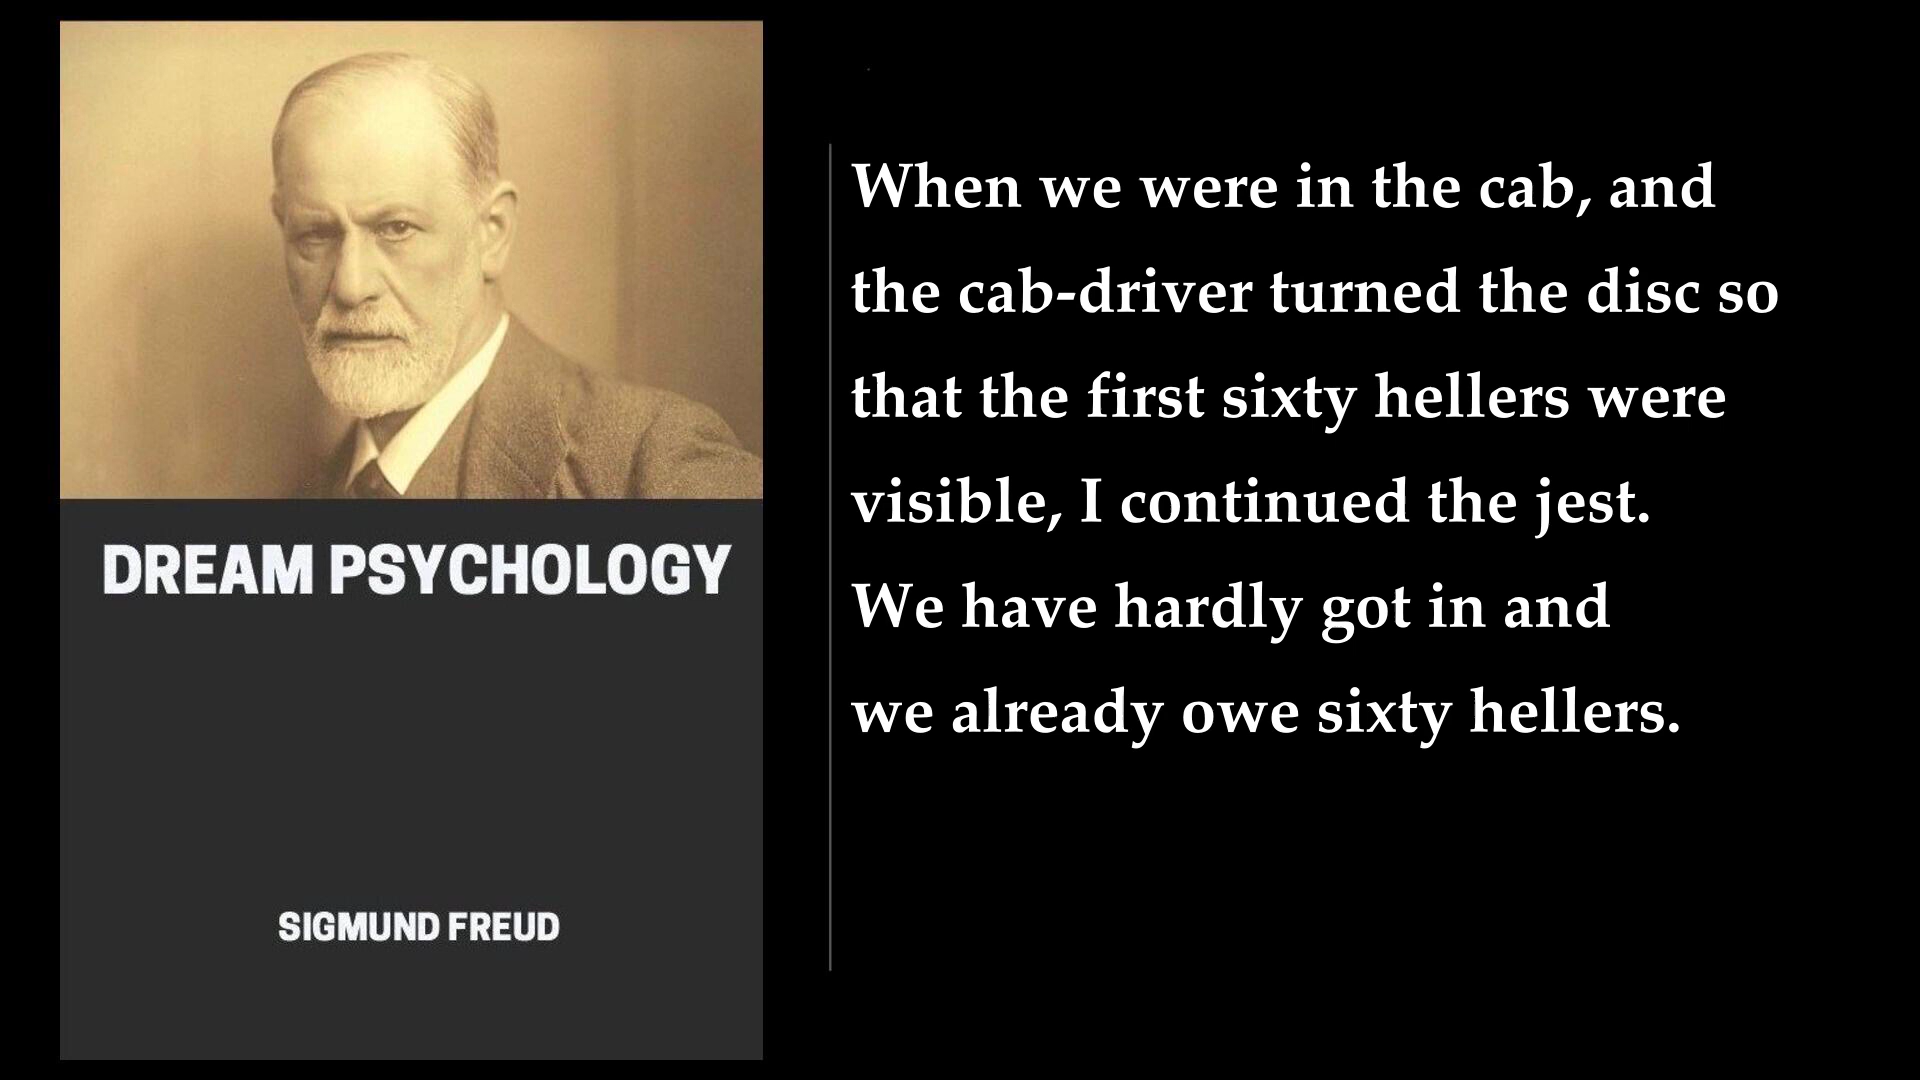 DREAM PSYCHOLOGY
SIGMUND FREUD
When we were in the cab, and
the cab-driver turned the disc so
that the first sixty hellers were
visible, I continued the jest.
We have hardly got in and
we already owe sixty hellers.